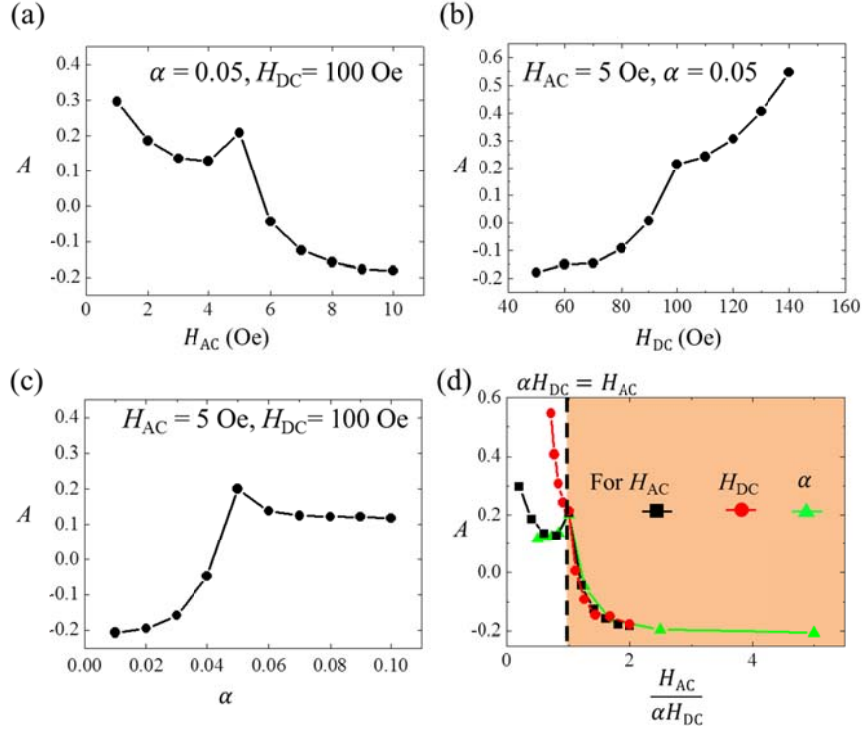 (a)
α = 0.05, H_DC = 100 Oe
0.4
0.3
0.2
0.1
0.0
-0.1
-0.2
A
0 2 4 6 8 10
H_AC (Oe)
(b)
H_AC = 5 Oe, α = 0.05
0.6
0.5
0.4
0.3
0.2
0.1
0.0
-0.1
-0.2
A
40 60 80 100 120 140 160
H_DC (Oe)
(c)
H_AC = 5 Oe, H_DC = 100 Oe
0.4
0.3
0.2
0.1
0.0
-0.1
-0.2
A
0.00 0.02 0.04 0.06 0.08 0.10
α
(d)
αH_DC = H_AC
0.6
0.4
0.2
0.0
-0.2
A
For H_AC H_DC α
0 2 4
H_AC
αH_DC